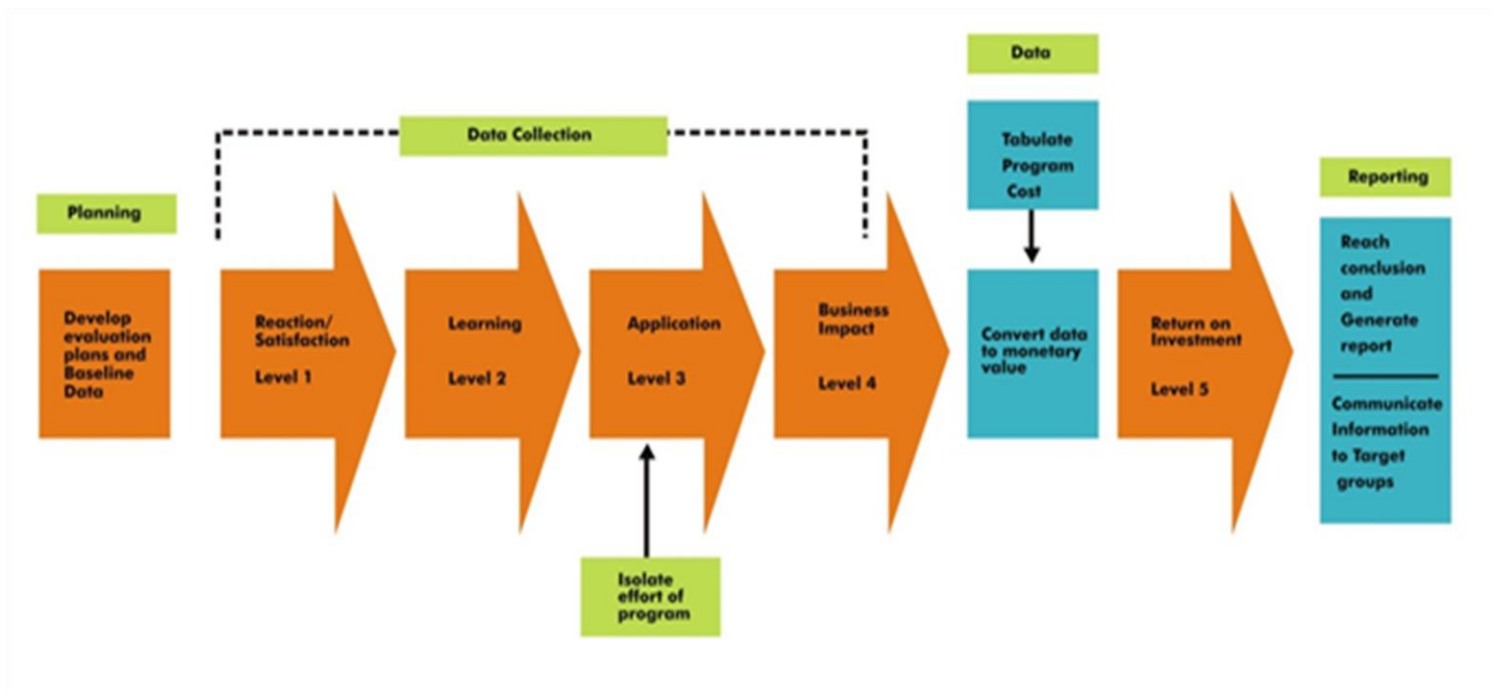 Planning
Develop
evaluation
plans and
Baseline
Data
Data Collection
Reaction/
Satisfaction
Level 1
Learning
Level 2
Application
Level 3
Isolate
effort of
program
Business
Impact
Level 4
Data
Tabulate
Program
Cost
Convert data
to monetary
value
Return on
Investment
Level 5
Reporting
Reach
conclusion
and
Generate
report
Communicate
Information
to Target
groups